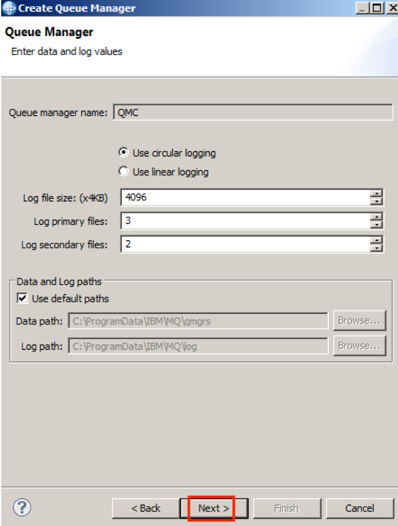 Create Queue Manager
Queue Manager
Enter data and log values
Queue manager name: QMC
Use circular logging
Use linear logging
Log file size: (x4KB) 4096
Log primary files: 3
Log secondary files: 2
Data and Log paths
Use default paths
Data path: C:\ProgramData\IBM\MQ\qmgrs Browse...
Log path: C:\ProgramData\IBM\MQ\log Browse...
? < Back Next > Finish Cancel